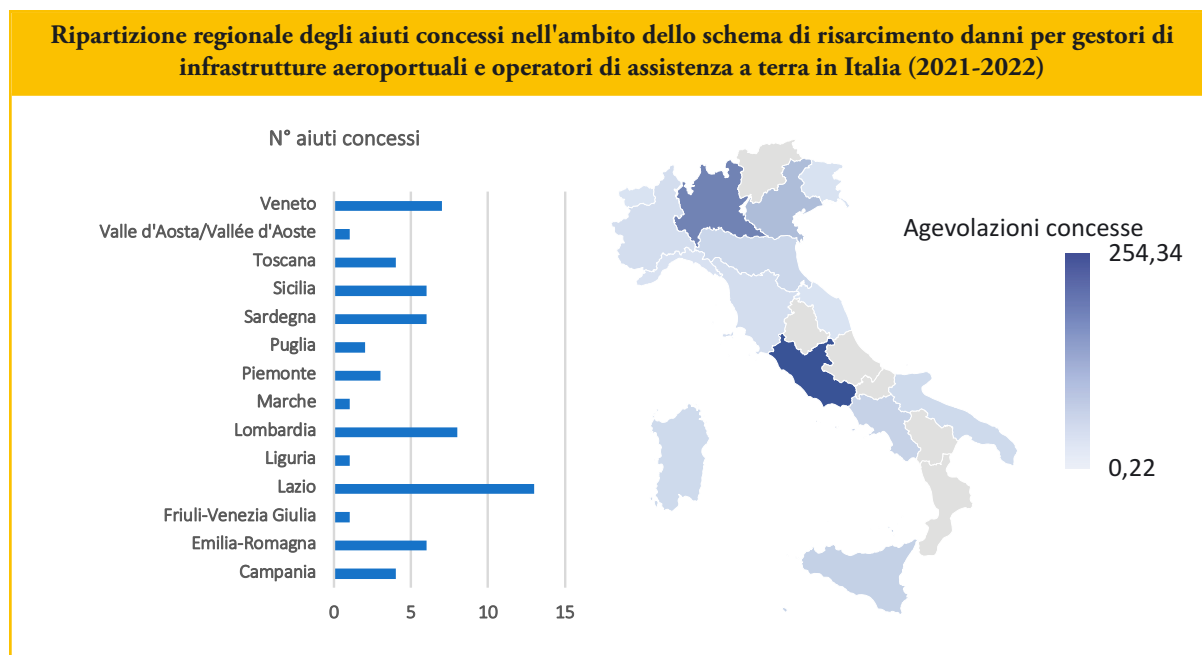 Ripartizione regionale degli aiuti concessi nell'ambito dello schema di risarcimento danni per gestori di
infrastrutture aeroportuali e operatori di assistenza a terra in Italia (2021-2022)
N° aiuti concessi
Veneto
Valle d'Aosta/Vallée d'Aoste
Toscana
Sicilia
Sardegna
Puglia
Piemonte
Marche
Lombardia
Liguria
Lazio
Friuli-Venezia Giulia
Emilia-Romagna
Campania
0 5 10 15
Agevolazioni concesse
254,34
0,22